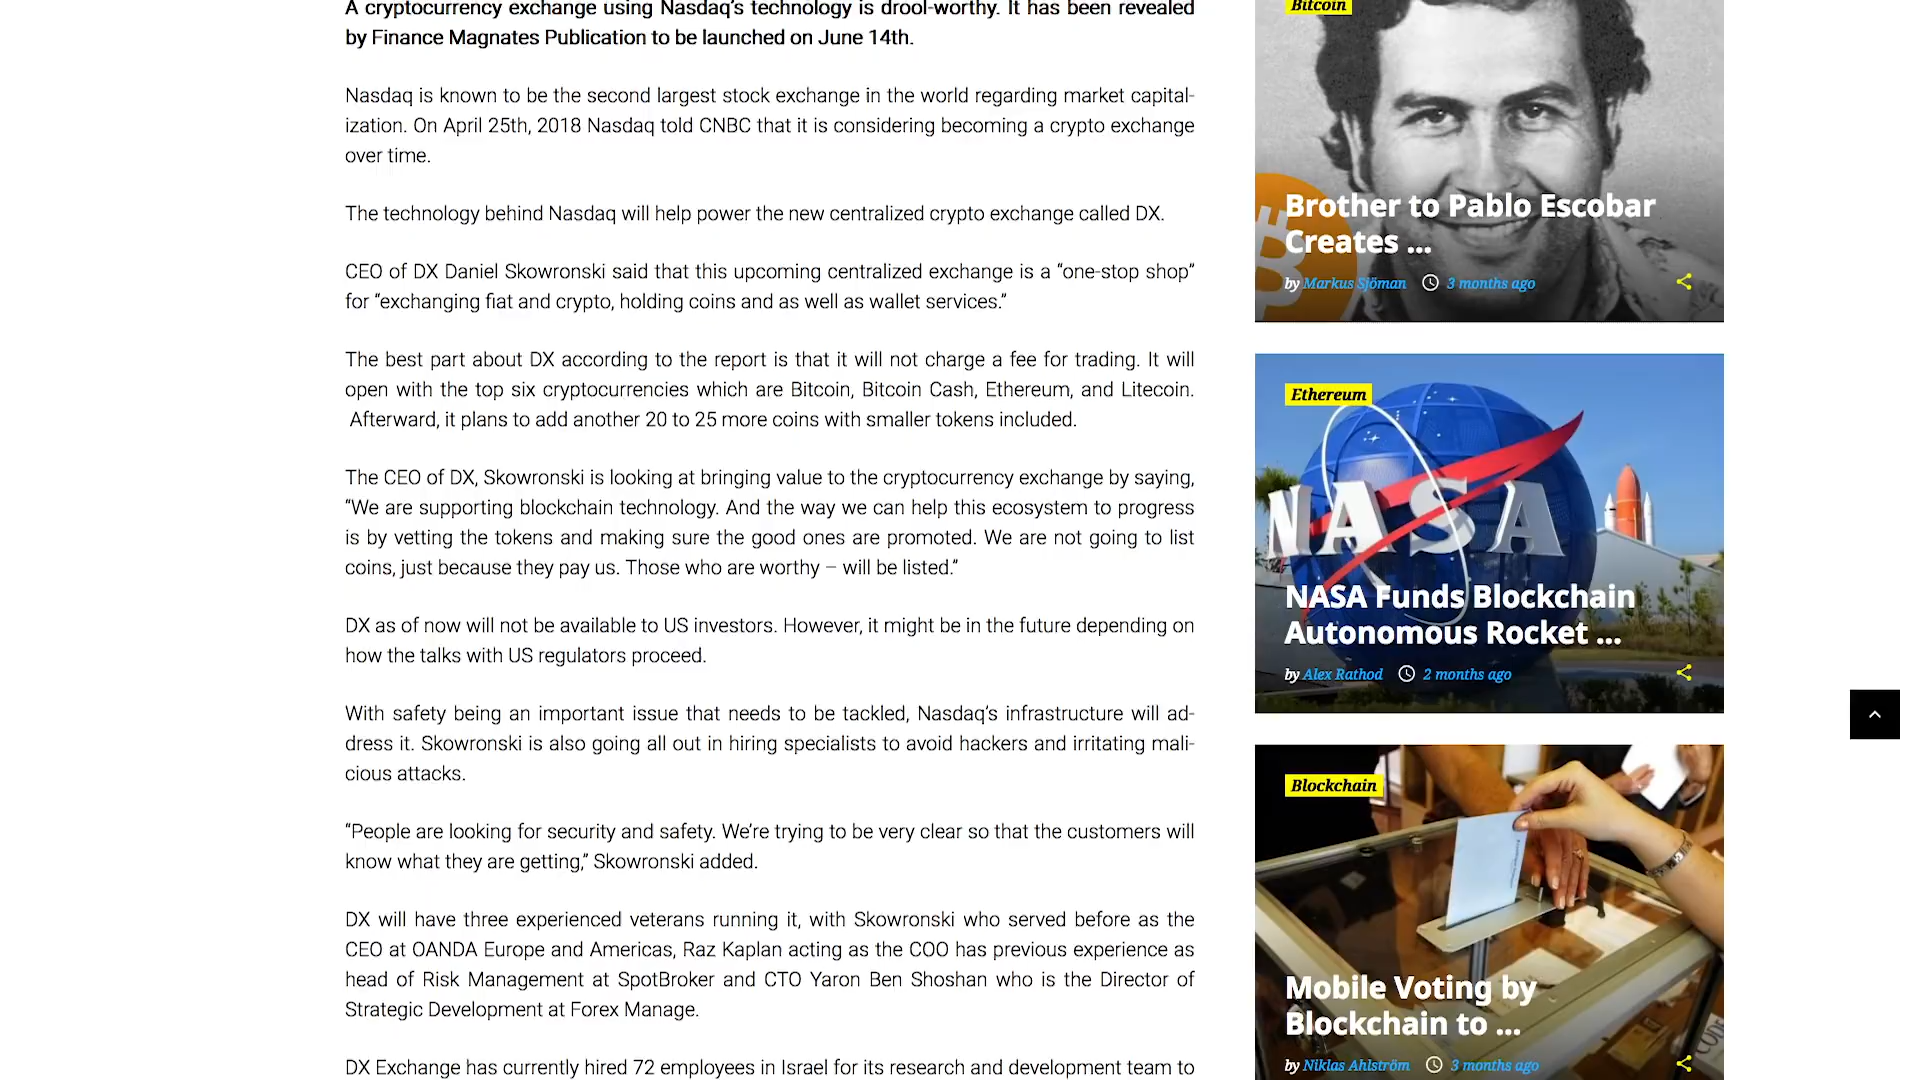 A cryptocurrency exchange using Nasdaq's technology is drool-worthy. It has been revealed
by Finance Magnates Publication to be launched on June 14th.
Nasdaq is known to be the second largest stock exchange in the world regarding market capital-
ization. On April 25th, 2018 Nasdaq told CNBC that it is considering becoming a crypto exchange
over time.
The technology behind Nasdaq will help power the new centralized crypto exchange called DX.
CEO of DX Daniel Skowronski said that this upcoming centralized exchange is a “one-stop shop”
for “exchanging fiat and crypto, holding coins and as well as wallet services.”
The best part about DX according to the report is that it will not charge a fee for trading. It will
open with the top six cryptocurrencies which are Bitcoin, Bitcoin Cash, Ethereum, and Litecoin.
Afterward, it plans to add another 20 to 25 more coins with smaller tokens included.
The CEO of DX, Skowronski is looking at bringing value to the cryptocurrency exchange by saying,
“We are supporting blockchain technology. And the way we can help this ecosystem to progress
is by vetting the tokens and making sure the good ones are promoted. We are not going to list
coins, just because they pay us. Those who are worthy – will be listed.”
DX as of now will not be available to US investors. However, it might be in the future depending on
how the talks with US regulators proceed.
With safety being an important issue that needs to be tackled, Nasdaq's infrastructure will ad-
dress it. Skowronski is also going all out in hiring specialists to avoid hackers and irritating mali-
cious attacks.
“People are looking for security and safety. We're trying to be very clear so that the customers will
know what they are getting,” Skowronski added.
DX will have three experienced veterans running it, with Skowronski who served before as the
CEO at OANDA Europe and Americas, Raz Kaplan acting as the COO has previous experience as
head of Risk Management at SpotBroker and CTO Yaron Ben Shoshan who is the Director of
Strategic Development at Forex Manage.
DX Exchange has currently hired 72 employees in Israel for its research and development team to
Bitcoin
Brother to Pablo Escobar
Creates ...
by Markus Sjöman 3 months ago
Ethereum
NASA
NASA Funds Blockchain
Autonomous Rocket ...
by Alex Rathod 2 months ago
Blockchain
Mobile Voting by
Blockchain to ...
by Niklas Ahlström 3 months ago